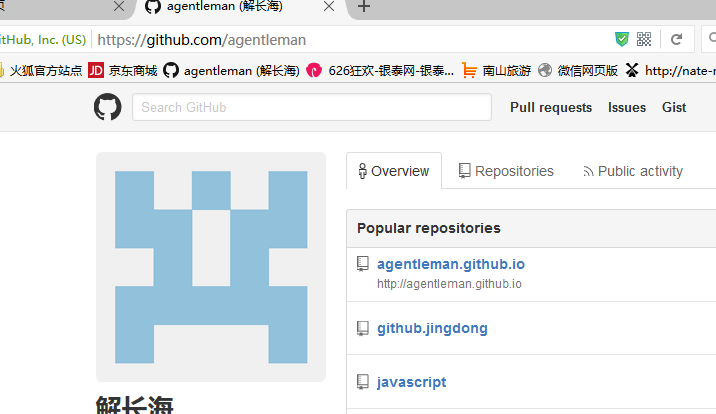 页
agentleman (解长海)
itHub, Inc. (US) https://github.com/agentleman
火狐官方站点 JD 京东商城 agentleman (解长海) 626狂欢-银泰网-银泰... 南山旅游 微信网页版 http://nate-r
Search GitHub Pull requests Issues Gist
Overview Repositories Public activity
Popular repositories
agentleman.github.io
http://agentleman.github.io
github.jingdong
javascript
解长海